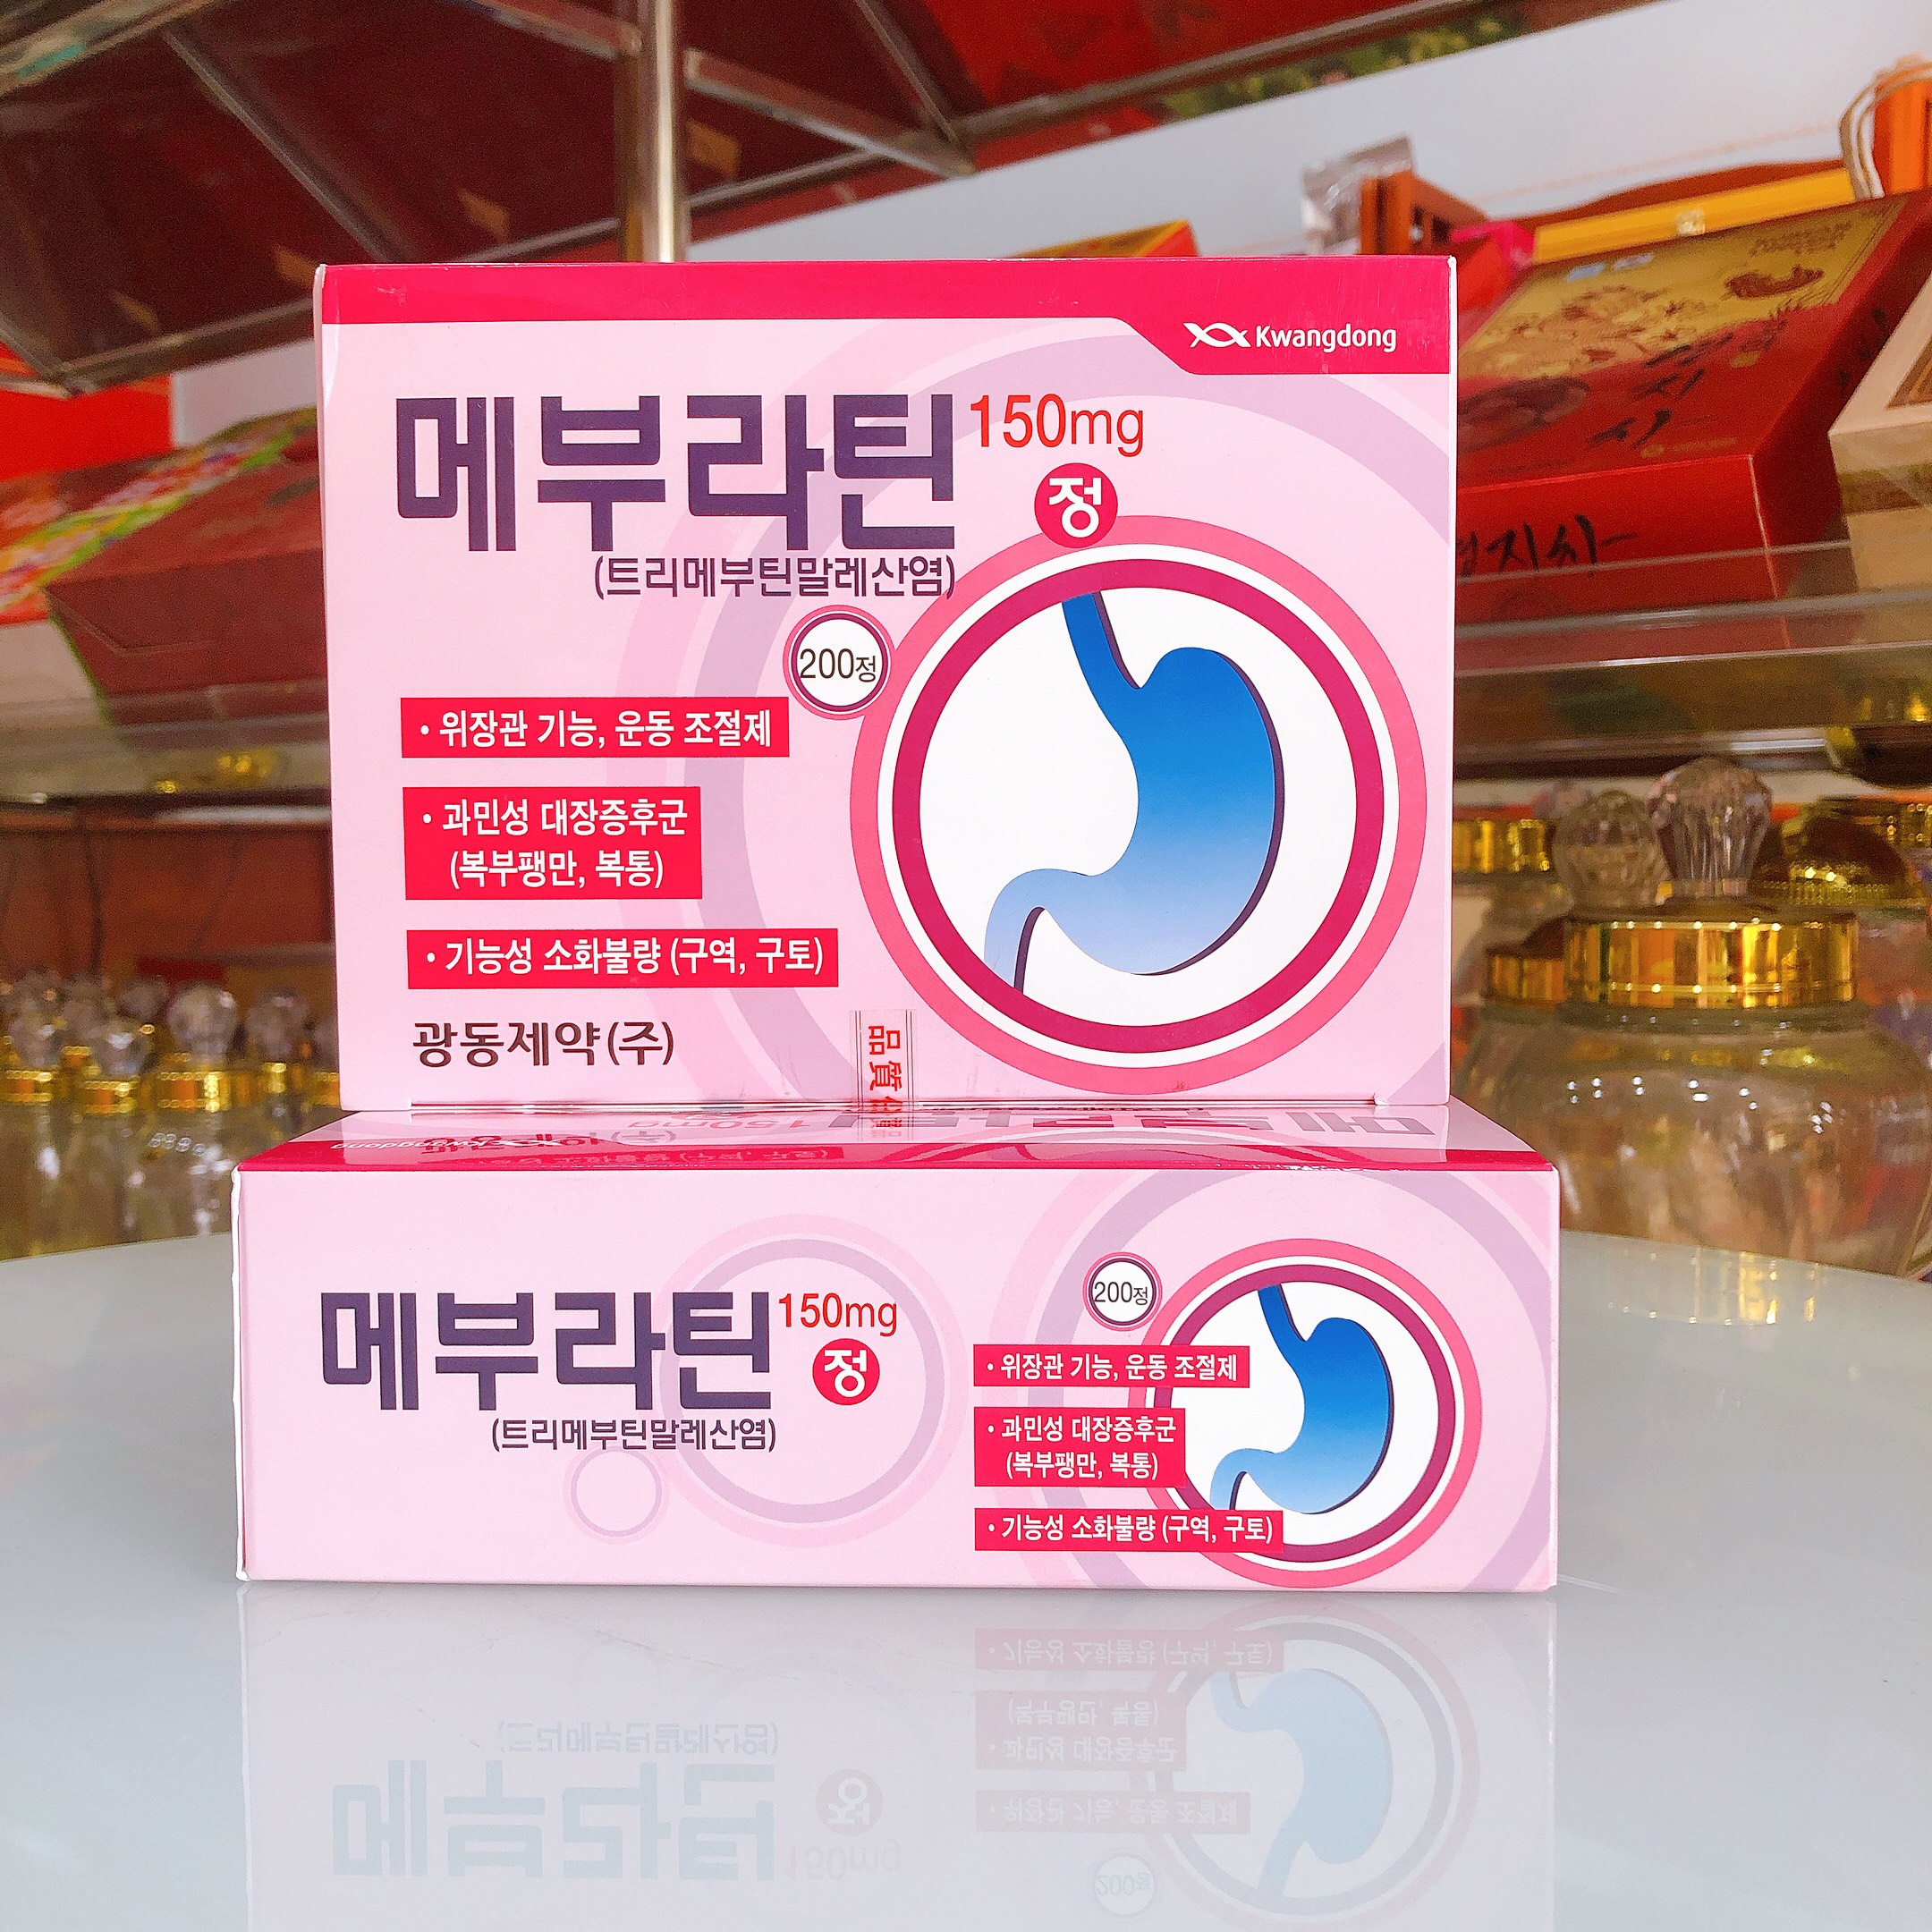 Kwangdong
메부라틴 150mg
정
(트리메부틴말레산염)
200정
• 위장관 기능, 운동 조절제
• 과민성 대장증후군
(복부팽만, 복통)
• 기능성 소화불량 (구역, 구토)
광동제약(주)
品質
메부라틴 150mg
정
(트리메부틴말레산염)
200정
• 위장관 기능, 운동 조절제
• 과민성 대장증후군
(복부팽만, 복통)
• 기능성 소화불량 (구역, 구토)